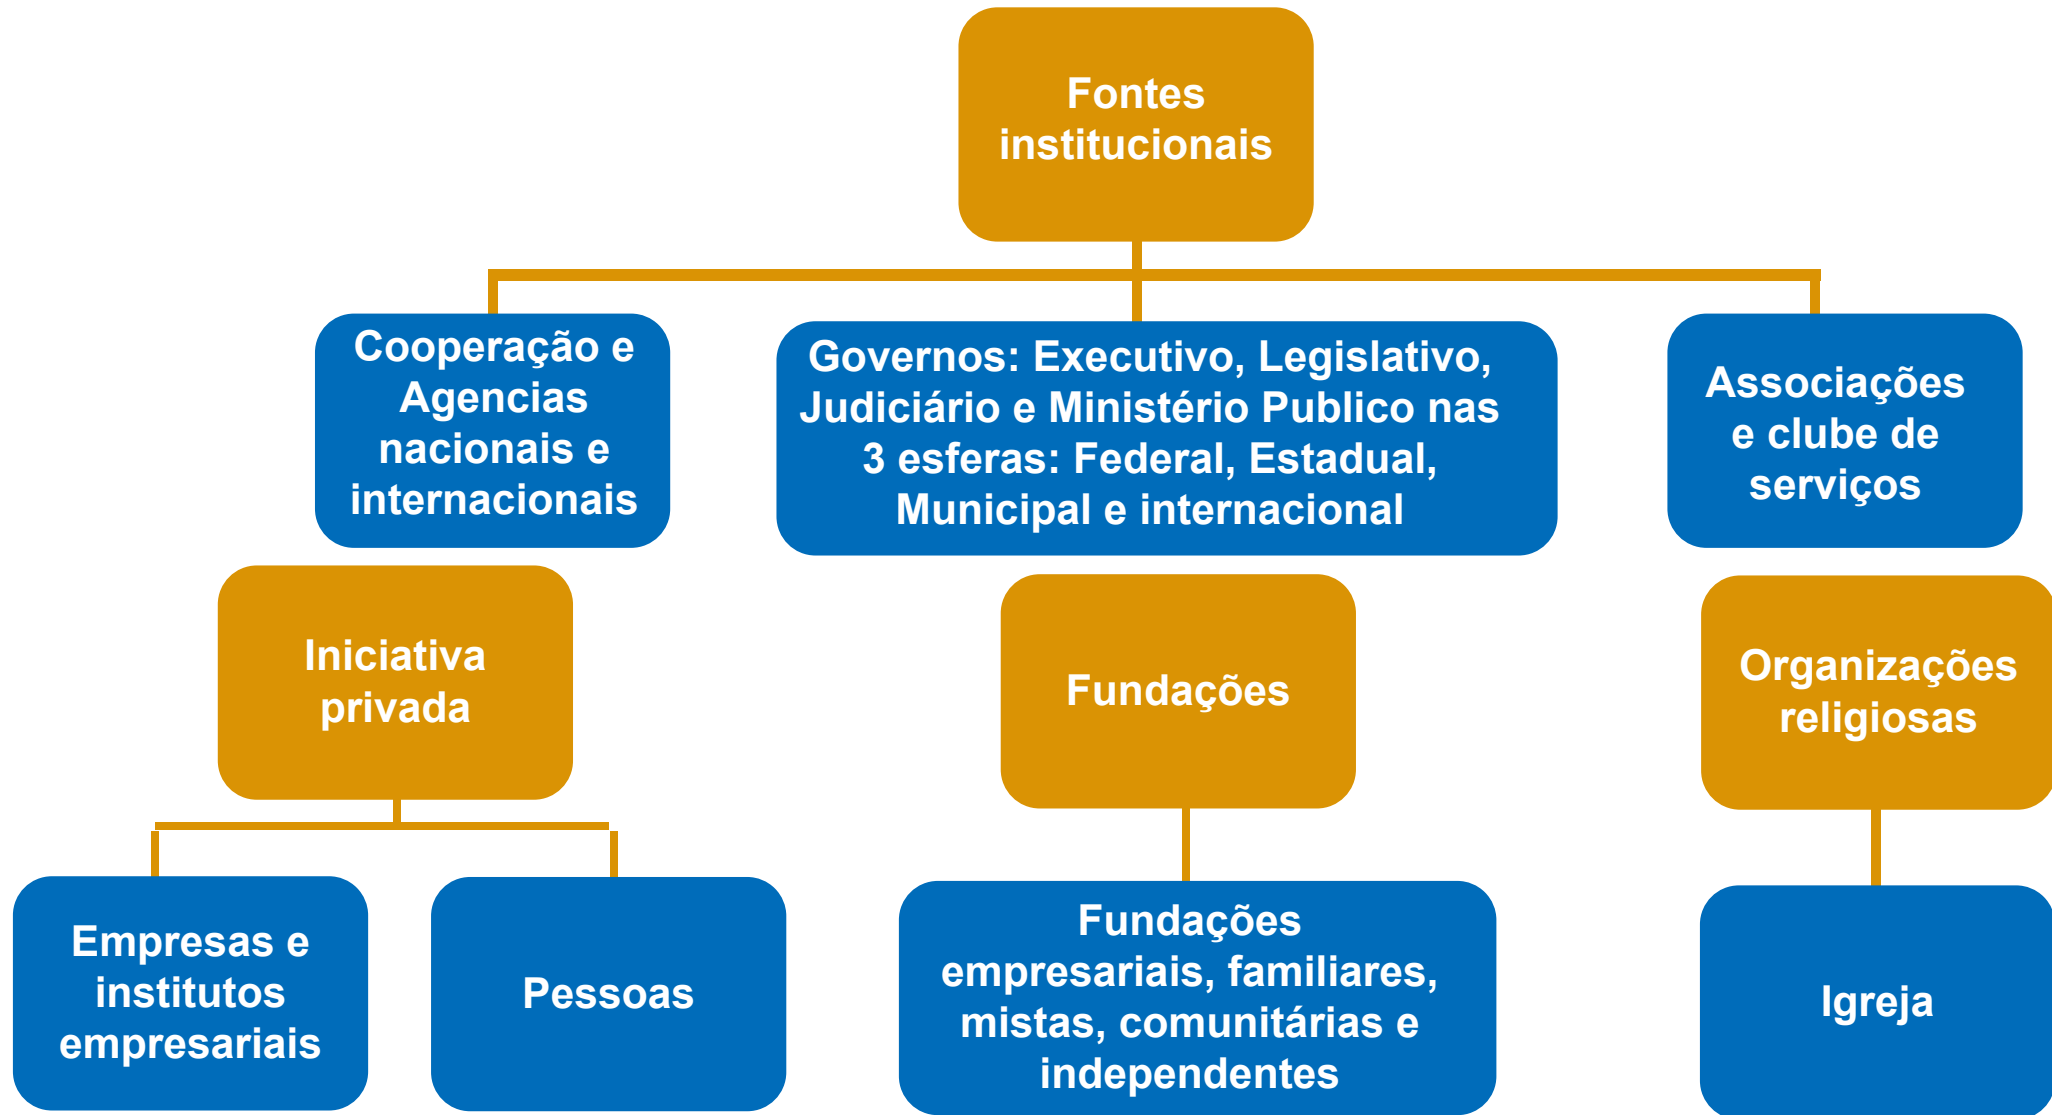 Fontes
institucionais
Cooperação e
Agencias
nacionais e
internacionais
Governos: Executivo, Legislativo,
Judiciário e Ministério Publico nas
3 esferas: Federal, Estadual,
Municipal e internacional
Associações
e clube de
serviços
Iniciativa
privada
Fundações
Organizações
religiosas
Empresas e
institutos
empresariais
Pessoas
Fundações
empresariais, familiares,
mistas, comunitárias e
independentes
Igreja